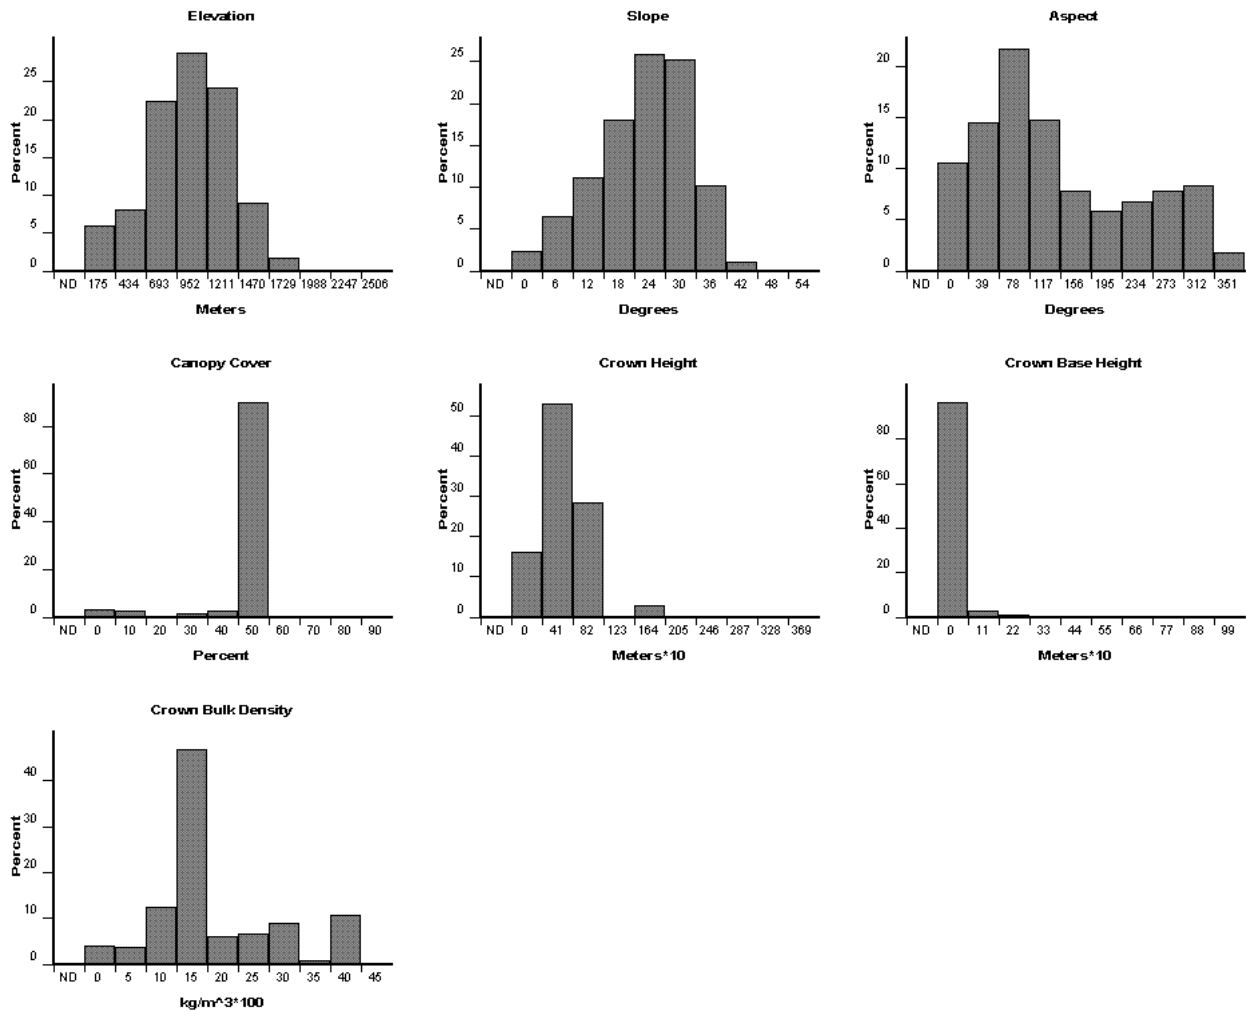 Elevation
Percent
25
20
15
10
5
0
ND 175 434 693 952 1211 1470 1729 1988 2247 2506
Meters
Slope
Percent
25
20
15
10
5
0
ND 0 6 12 18 24 30 36 42 48 54
Degrees
Aspect
Percent
20
15
10
5
0
ND 0 39 78 117 156 195 234 273 312 351
Degrees
Canopy Cover
Percent
80
60
40
20
0
ND 0 10 20 30 40 50 60 70 80 90
Percent
Crown Height
Percent
50
40
30
20
10
0
ND 0 41 82 123 164 205 246 287 328 369
Meters*10
Crown Base Height
Percent
80
60
40
20
0
ND 0 11 22 33 44 55 66 77 88 99
Meters*10
Crown Bulk Density
Percent
40
30
20
10
0
ND 0 5 10 15 20 25 30 35 40 45
kg/m^3*100